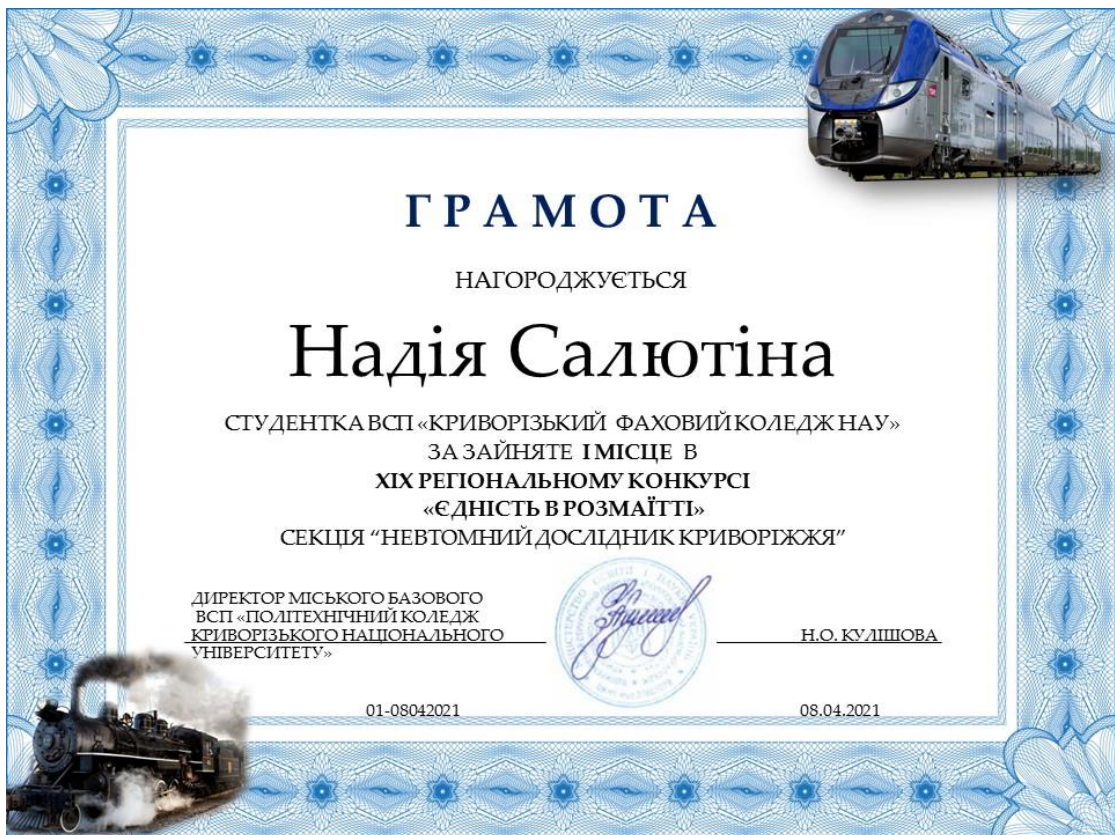 ГРАМОТА
НАГОРОДЖУЄТЬСЯ
Надія Салютіна
СТУДЕНТКА ВСП «КРИВОРІЗЬКИЙ ФАХОВИЙ КОЛЕДЖ НАУ»
ЗА ЗАЙНЯТЕ І МІСЦЕ В
ХІХ РЕГІОНАЛЬНОМУ КОНКУРСІ
«ЄДНІСТЬ В РОЗМАЇТТІ»
СЕКЦІЯ “НЕВТОМНИЙ ДОСЛІДНИК КРИВОРІЖЖЯ”
ДИРЕКТОР МІСЬКОГО БАЗОВОГО
ВСП «ПОЛІТЕХНІЧНИЙ КОЛЕДЖ
КРИВОРІЗЬКОГО НАЦІОНАЛЬНОГО
УНІВЕРСИТЕТУ»
Н.О. КУЛІШОВА
01-08042021
08.04.2021